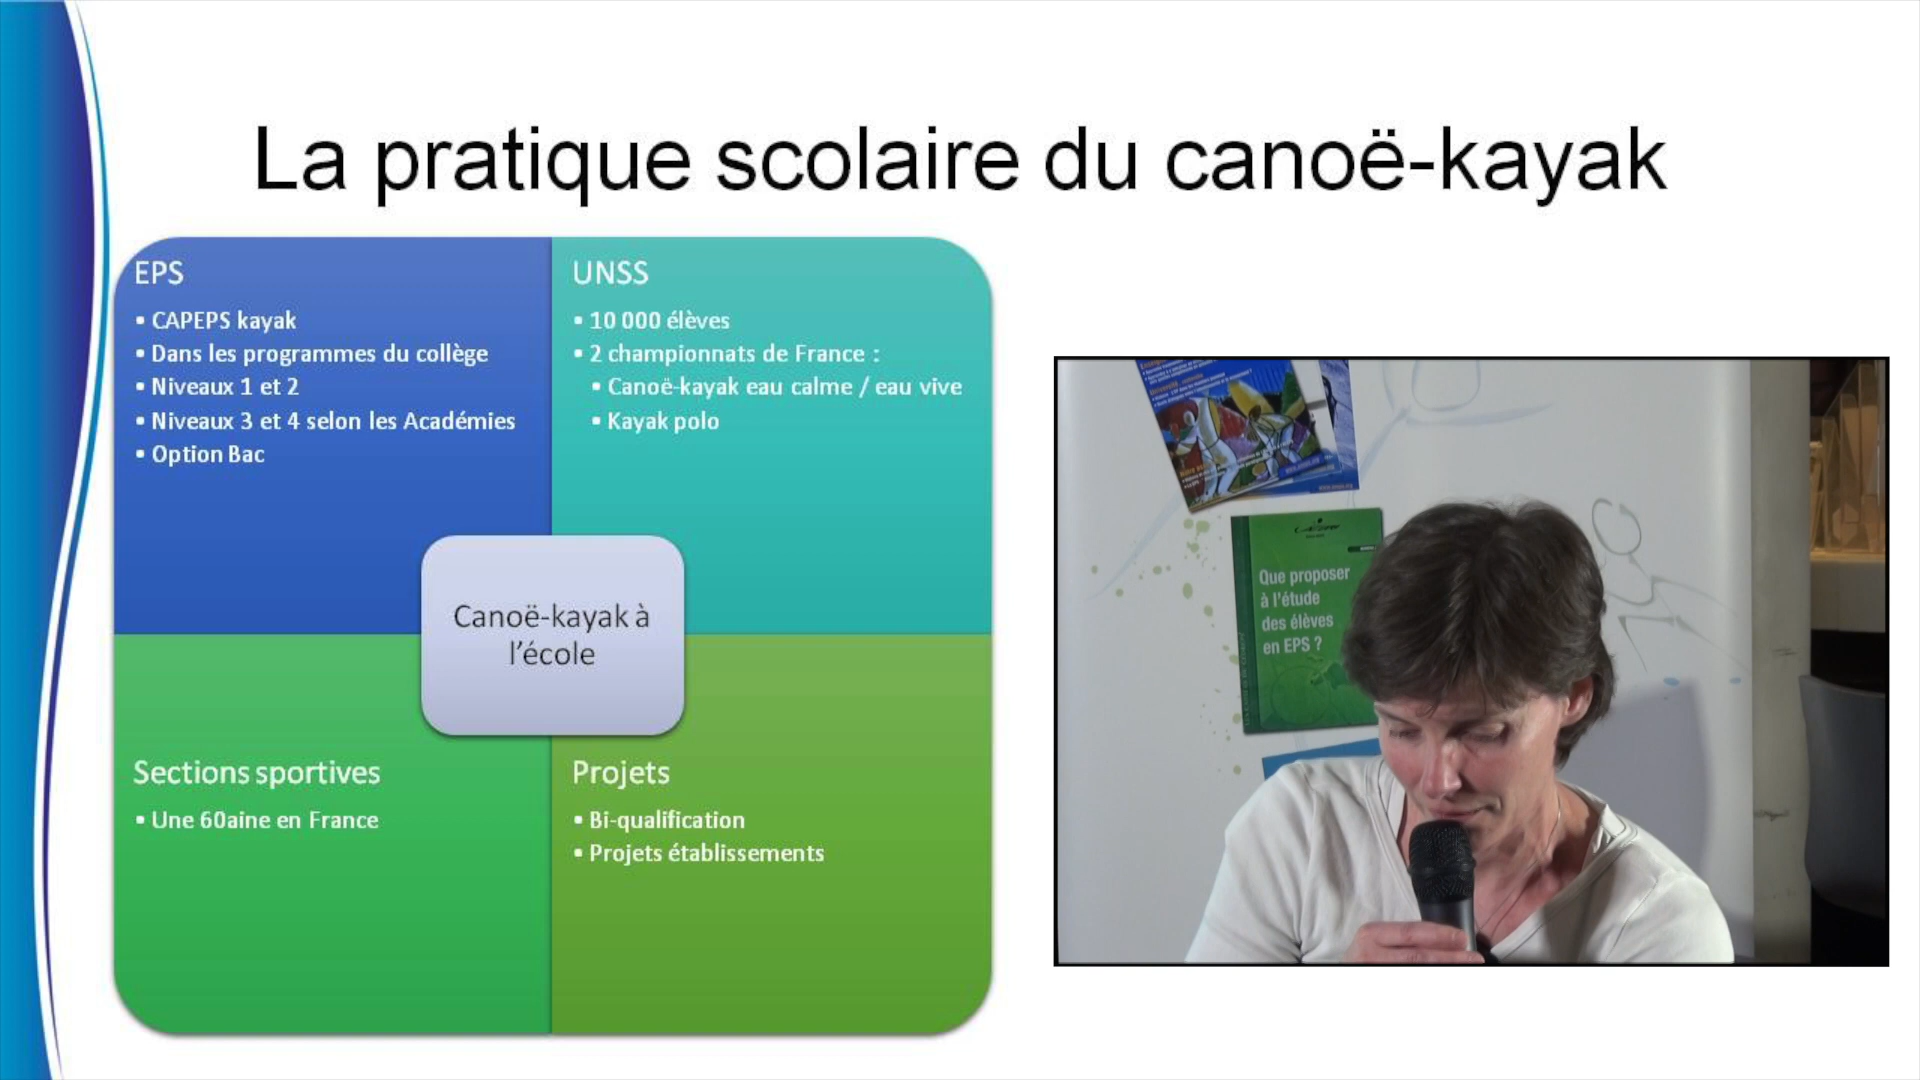 La pratique scolaire du canoë-kayak
EPS
• CAPEPS kayak
• Dans les programmes du collège
• Niveaux 1 et 2
• Niveaux 3 et 4 selon les Académies
• Option Bac
UNSS
• 10 000 élèves
• 2 championnats de France :
• Canoë-kayak eau calme / eau vive
• Kayak polo
Canoë-kayak à
l'école
Sections sportives
• Une 60aine en France
Projets
• Bi-qualification
• Projets établissements
Que proposer
à l'étude
des élèves
en EPS ?